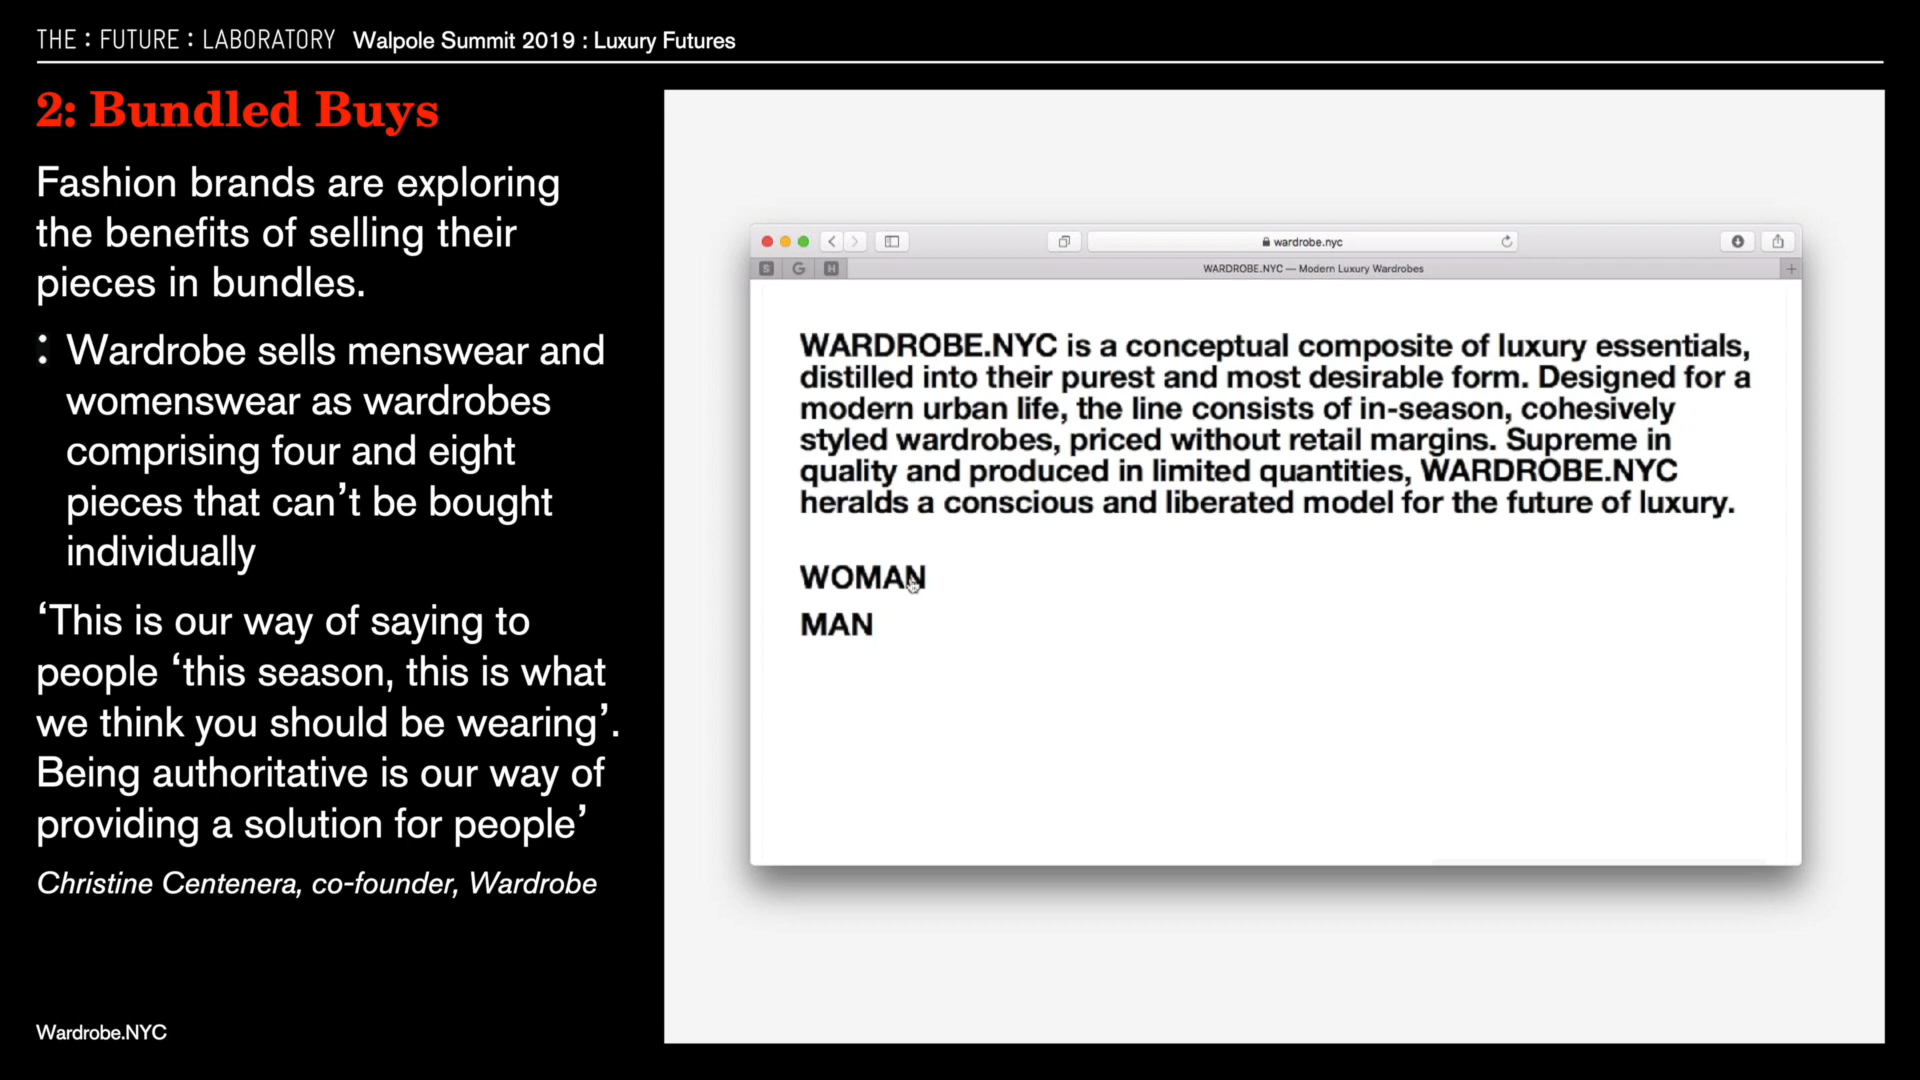 THE : FUTURE : LABORATORY Walpole Summit 2019 : Luxury Futures
2: Bundled Buys
Fashion brands are exploring
the benefits of selling their
pieces in bundles.
: Wardrobe sells menswear and
womenswear as wardrobes
comprising four and eight
pieces that can’t be bought
individually
‘This is our way of saying to
people ‘this season, this is what
we think you should be wearing’.
Being authoritative is our way of
providing a solution for people’
Christine Centenera, co-founder, Wardrobe
Wardrobe.NYC
wardrobe.nyc
S G H WARDROBE.NYC — Modern Luxury Wardrobes
WARDROBE.NYC is a conceptual composite of luxury essentials,
distilled into their purest and most desirable form. Designed for a
modern urban life, the line consists of in-season, cohesively
styled wardrobes, priced without retail margins. Supreme in
quality and produced in limited quantities, WARDROBE.NYC
heralds a conscious and liberated model for the future of luxury.
WOMAN
MAN